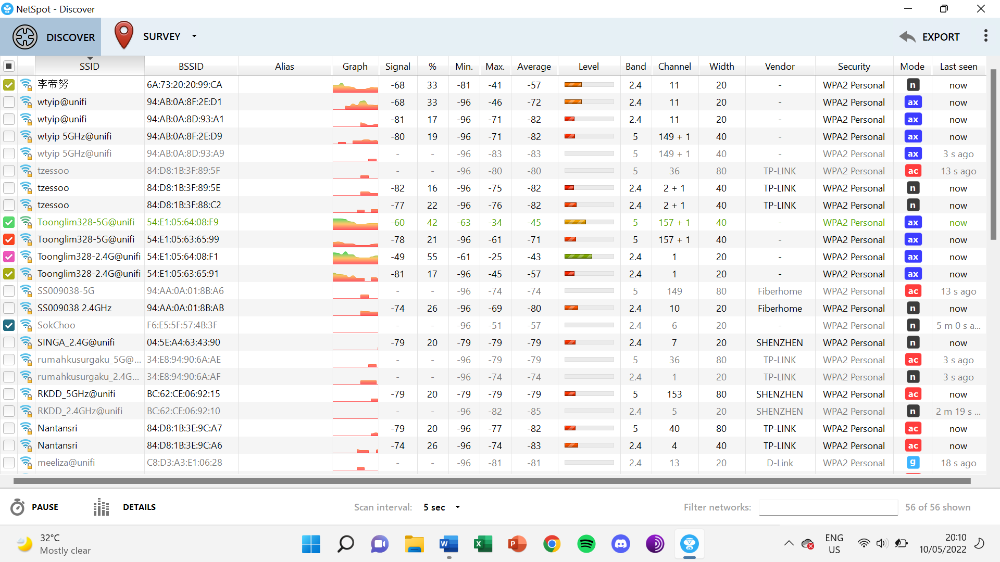 NetSpot - Discover
DISCOVER SURVEY EXPORT
SSID BSSID Alias Graph Signal % Min. Max. Average Level Band Channel Width Vendor Security Mode Last seen
李帝努 6A:73:20:20:99:CA -68 33 -81 -41 -57 2.4 11 20 - WPA2 Personal n now
wtyip@unifi 94:AB:0A:8F:2E:D1 -68 33 -96 -46 -72 2.4 11 20 - WPA2 Personal ax now
wtyip@unifi 94:AB:0A:8D:93:A1 -81 17 -96 -71 -82 2.4 11 20 - WPA2 Personal ax now
wtyip 5GHz@unifi 94:AB:0A:8F:2E:D9 -80 19 -96 -71 -82 5 149 + 1 40 - WPA2 Personal ax now
wtyip 5GHz@unifi 94:AB:0A:8D:93:A9 - - -96 -83 -83 5 149 + 1 40 - WPA2 Personal ax 3 s ago
tzessoo 84:D8:1B:3F:89:5F - - -96 -80 -80 5 36 80 TP-LINK WPA2 Personal ac 13 s ago
tzessoo 84:D8:1B:3F:89:5E -82 16 -96 -75 -82 2.4 2 + 1 40 TP-LINK WPA2 Personal n now
tzessoo 84:D8:1B:3F:88:C2 -77 22 -96 -76 -82 2.4 2 + 1 40 TP-LINK WPA2 Personal n now
Toonglim328-5G@unifi 54:E1:05:64:08:F9 -60 42 -63 -34 -45 5 157 + 1 40 - WPA2 Personal ax now
Toonglim328-5G@unifi 54:E1:05:63:65:99 -78 21 -96 -61 -71 5 157 + 1 40 - WPA2 Personal ax now
Toonglim328-2.4G@unifi 54:E1:05:64:08:F1 -49 55 -61 -25 -43 2.4 1 20 - WPA2 Personal ax now
Toonglim328-2.4G@unifi 54:E1:05:63:65:91 -81 17 -96 -45 -57 2.4 1 20 - WPA2 Personal ax now
SS009038-5G 94:AA:0A:01:8B:A6 - - -96 -74 -74 5 149 80 Fiberhome WPA2 Personal ac 13 s ago
SS009038 2.4GHz 94:AA:0A:01:8B:AB -74 26 -96 -69 -80 2.4 10 20 Fiberhome WPA2 Personal n now
SokChoo F6:E5:5F:57:4B:3F - - -96 -51 -57 2.4 6 20 - WPA2 Personal n 5 m 0 s a...
SINGA_2.4G@unifi 04:5E:A4:63:43:90 -79 20 -79 -79 -79 2.4 7 20 SHENZHEN WPA2 Personal n now
rumahkusurgaku_5G@... 34:E8:94:90:6A:AE - - -96 -79 -79 5 36 80 TP-LINK WPA2 Personal ac 3 s ago
rumahkusurgaku_2.4G... 34:E8:94:90:6A:AF - - -96 -74 -74 2.4 1 20 TP-LINK WPA2 Personal n 3 s ago
RKDD_5GHz@unifi BC:62:CE:06:92:15 -79 20 -79 -79 -79 5 153 80 SHENZHEN WPA2 Personal ac now
RKDD_2.4GHz@unifi BC:62:CE:06:92:10 - - -96 -82 -85 2.4 5 20 SHENZHEN WPA2 Personal n 2 m 19 s ...
Nantansri 84:D8:1B:3E:9C:A7 -79 20 -96 -77 -82 5 40 80 TP-LINK WPA2 Personal ac now
Nantansri 84:D8:1B:3E:9C:A6 -74 26 -96 -74 -83 2.4 4 40 TP-LINK WPA2 Personal ac now
meeliza@unifi C8:D3:A3:E1:06:28 - - -96 -81 -81 2.4 13 20 D-Link WPA2 Personal g 18 s ago
PAUSE DETAILS Scan interval: 5 sec Filter networks: 56 of 56 shown
32°C
Mostly clear
W X P
ENG
US
20:10
10/05/2022